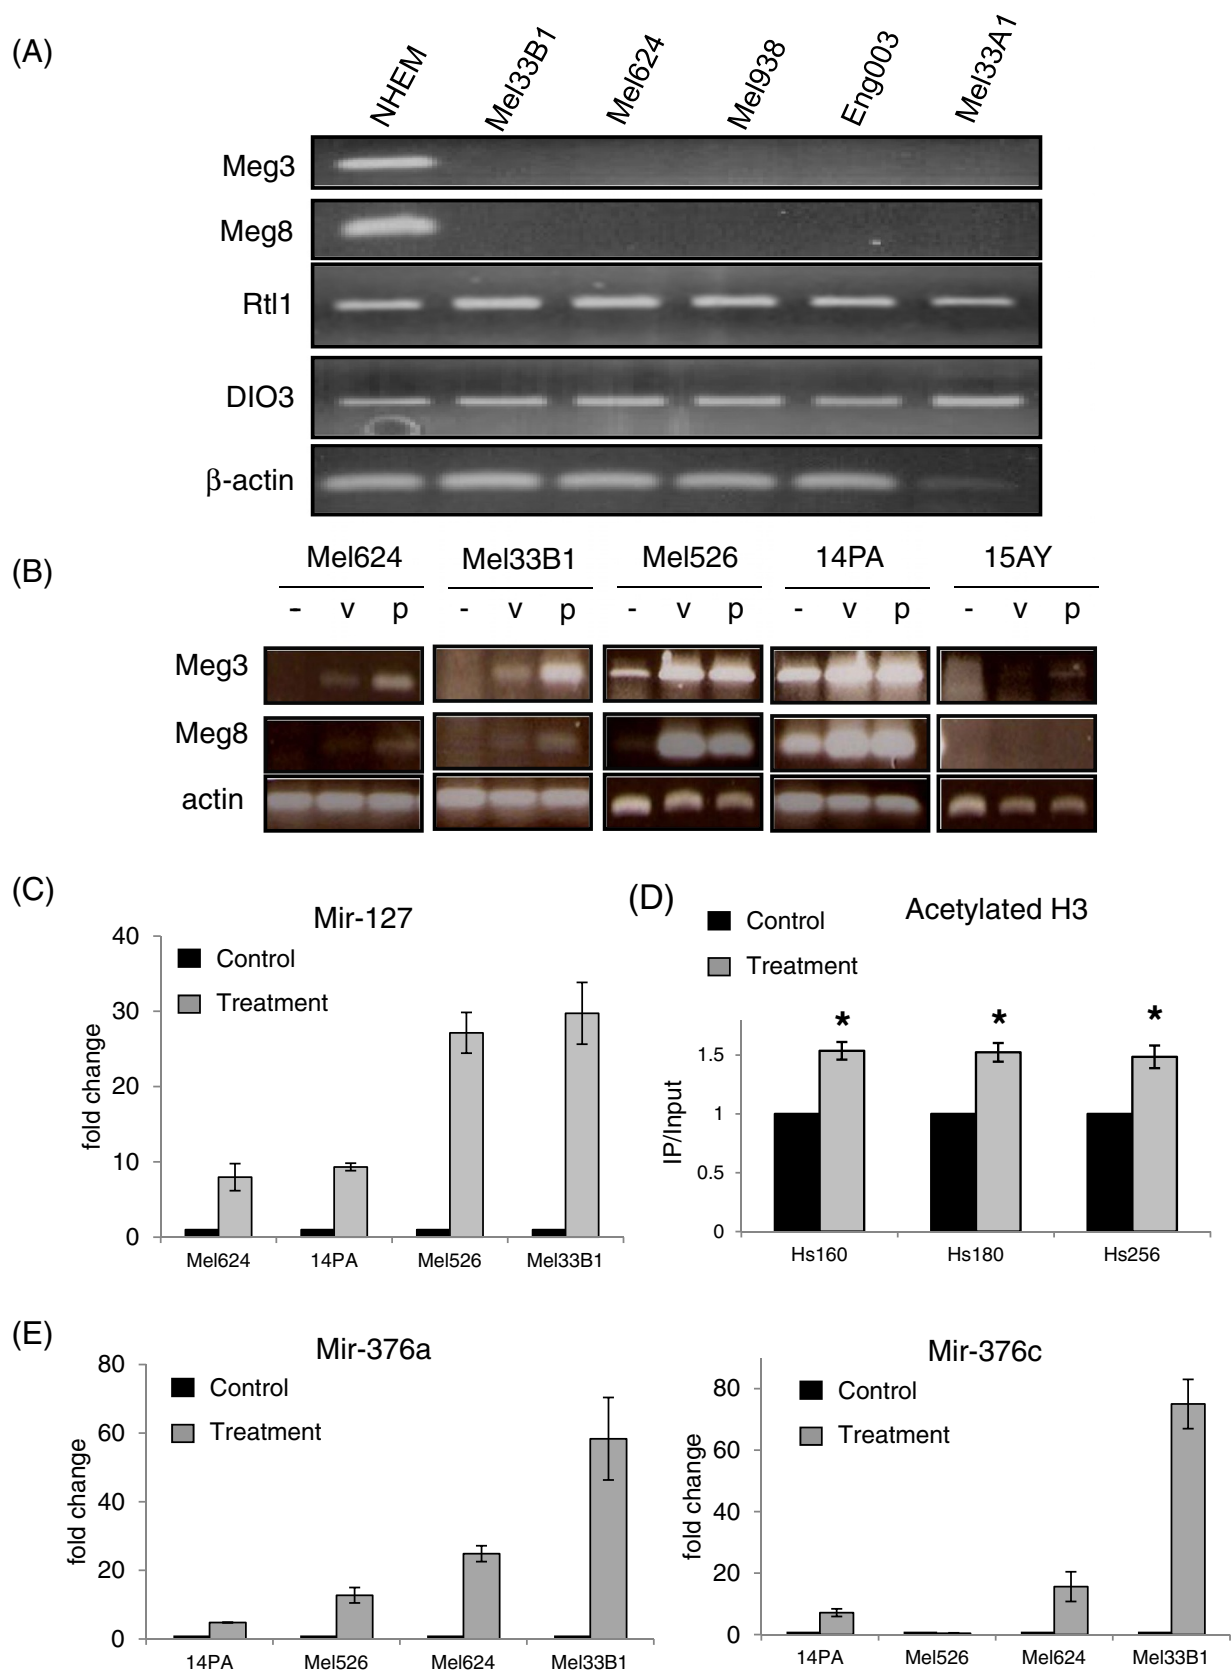 (A)
NHEM Mel33B1 Mel624 Mel938 Eng003 Mel33A1
Meg3
Meg8
Rtl1
DIO3
β-actin
(B)
Mel624 Mel33B1 Mel526 14PA 15AY
- v p - v p - v p - v p - v p
Meg3
Meg8
actin
(C)
Mir-127
Control
Treatment
fold change
40
30
20
10
0
Mel624 14PA Mel526 Mel33B1
(D)
Acetylated H3
Control
Treatment
IP/Input
* * *
1.5
1
0.5
0
Hs160 Hs180 Hs256
(E)
Mir-376a
Control
Treatment
fold change
80
60
40
20
0
14PA Mel526 Mel624 Mel33B1
Mir-376c
Control
Treatment
fold change
80
60
40
20
0
14PA Mel526 Mel624 Mel33B1